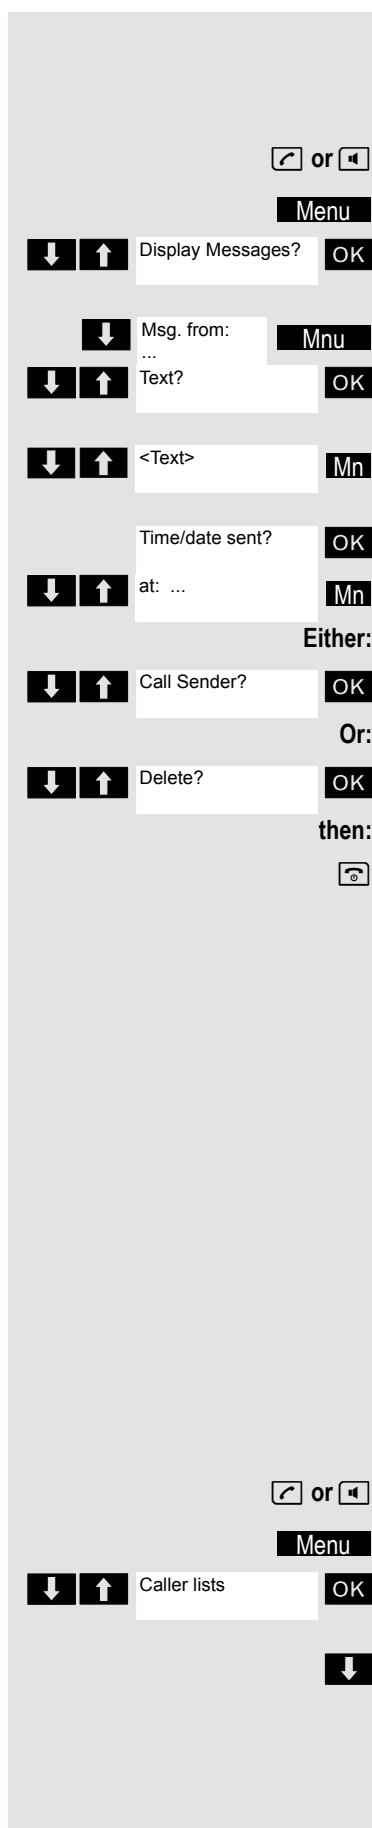 or
Menu
Display Messages? OK
Msg. from: Mnu
...
Text? OK
<Text> Mn
Time/date sent? OK
at: ... Mn
Either:
Call Sender? OK
Or:
Delete? OK
then:
or
Menu
Caller lists OK